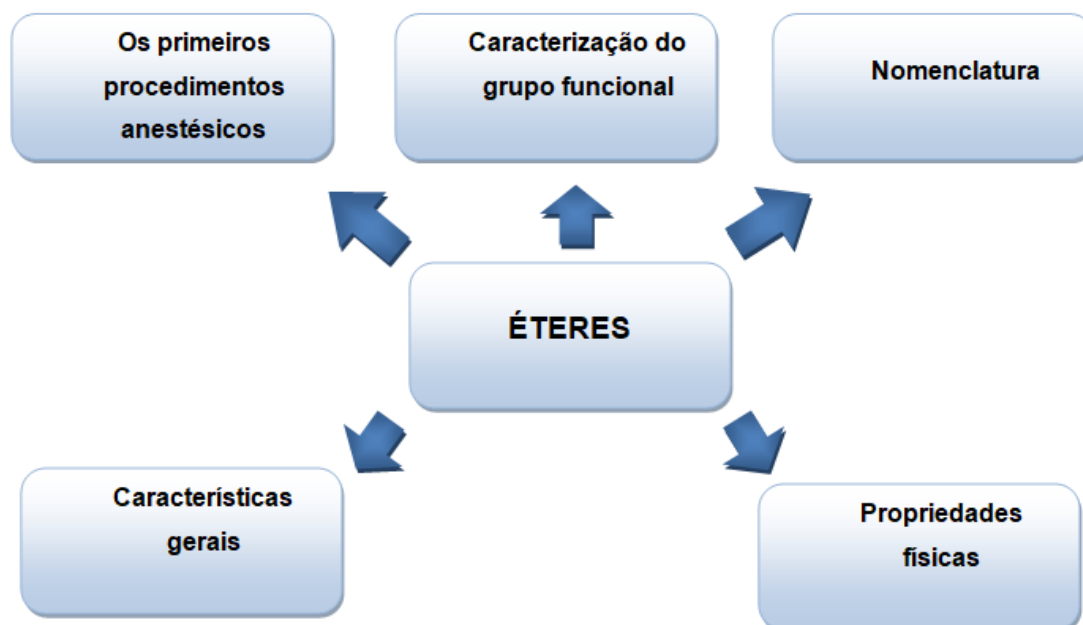 Os primeiros
procedimentos
anestésicos
Caracterização do
grupo funcional
Nomenclatura
ÉTERES
Características
gerais
Propriedades
físicas